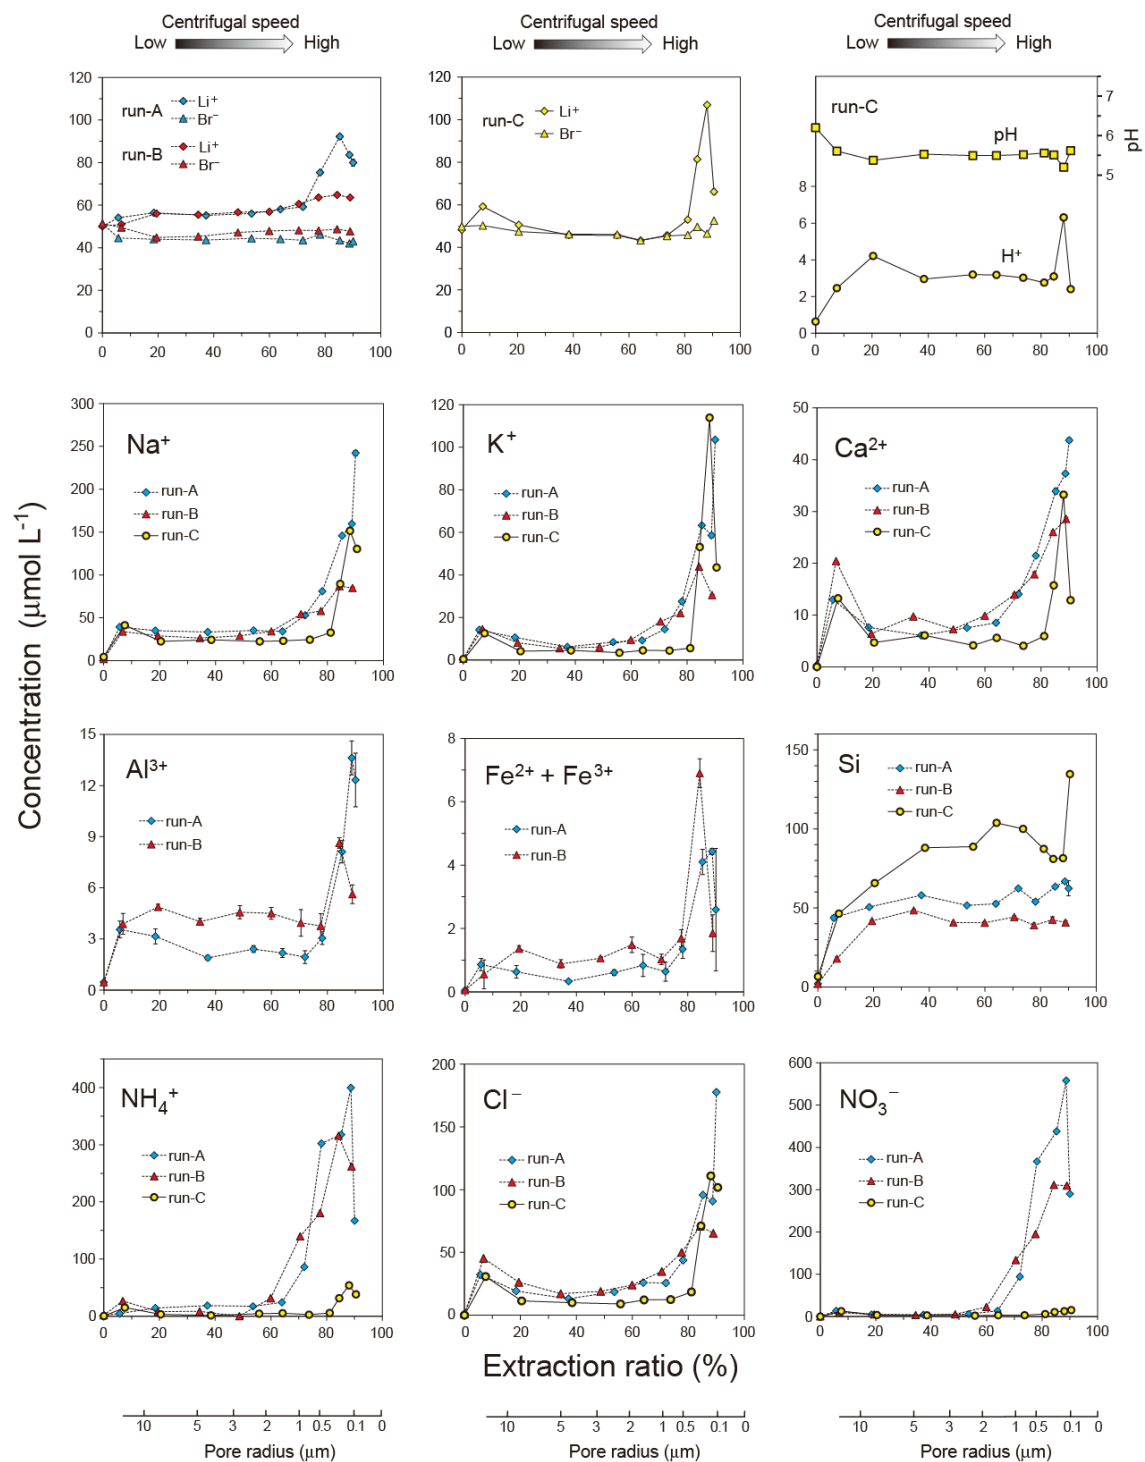 Centrifugal speed
Low High
Centrifugal speed
Low High
Centrifugal speed
Low High
120
100
80
60
40
20
0
0 20 40 60 80 100
run-A
Li⁺
Br⁻
run-B
Li⁺
Br⁻
120
100
80
60
40
20
0
0 20 40 60 80 100
run-C
Li⁺
Br⁻
run-C
pH
H⁺
7
6
5
pH
8
6
4
2
0
0 20 40 60 80 100
Concentration (μmol L⁻¹)
300
250
200
150
100
50
0
0 20 40 60 80 100
Na⁺
run-A
run-B
run-C
120
100
80
60
40
20
0
0 20 40 60 80 100
K⁺
run-A
run-B
run-C
50
40
30
20
10
0
0 20 40 60 80 100
Ca²⁺
run-A
run-B
run-C
15
12
9
6
3
0
0 20 40 60 80 100
Al³⁺
run-A
run-B
8
6
4
2
0
0 20 40 60 80 100
Fe²⁺ + Fe³⁺
run-A
run-B
150
100
50
0
0 20 40 60 80 100
Si
run-A
run-B
run-C
400
300
200
100
0
0 20 40 60 80 100
NH₄⁺
run-A
run-B
run-C
200
150
100
50
0
0 20 40 60 80 100
Cl⁻
run-A
run-B
run-C
600
500
400
300
200
100
0
0 20 40 60 80 100
NO₃⁻
run-A
run-B
run-C
Extraction ratio (%)
10 5 3 2 1 0.5 0.1 0
Pore radius (μm)
10 5 3 2 1 0.5 0.1 0
Pore radius (μm)
10 5 3 2 1 0.5 0.1 0
Pore radius (μm)